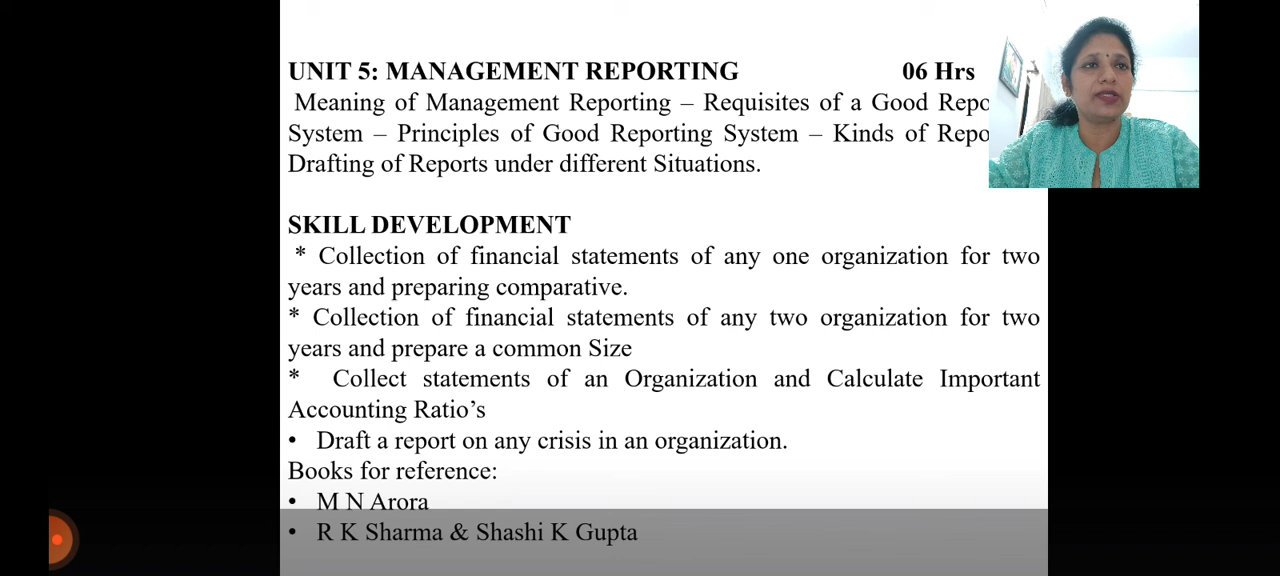 UNIT 5: MANAGEMENT REPORTING 06 Hrs
Meaning of Management Reporting – Requisites of a Good Repo
System – Principles of Good Reporting System – Kinds of Repo
Drafting of Reports under different Situations.
SKILL DEVELOPMENT
* Collection of financial statements of any one organization for two
years and preparing comparative.
* Collection of financial statements of any two organization for two
years and prepare a common Size
* Collect statements of an Organization and Calculate Important
Accounting Ratio’s
• Draft a report on any crisis in an organization.
Books for reference:
• M N Arora
• R K Sharma & Shashi K Gupta